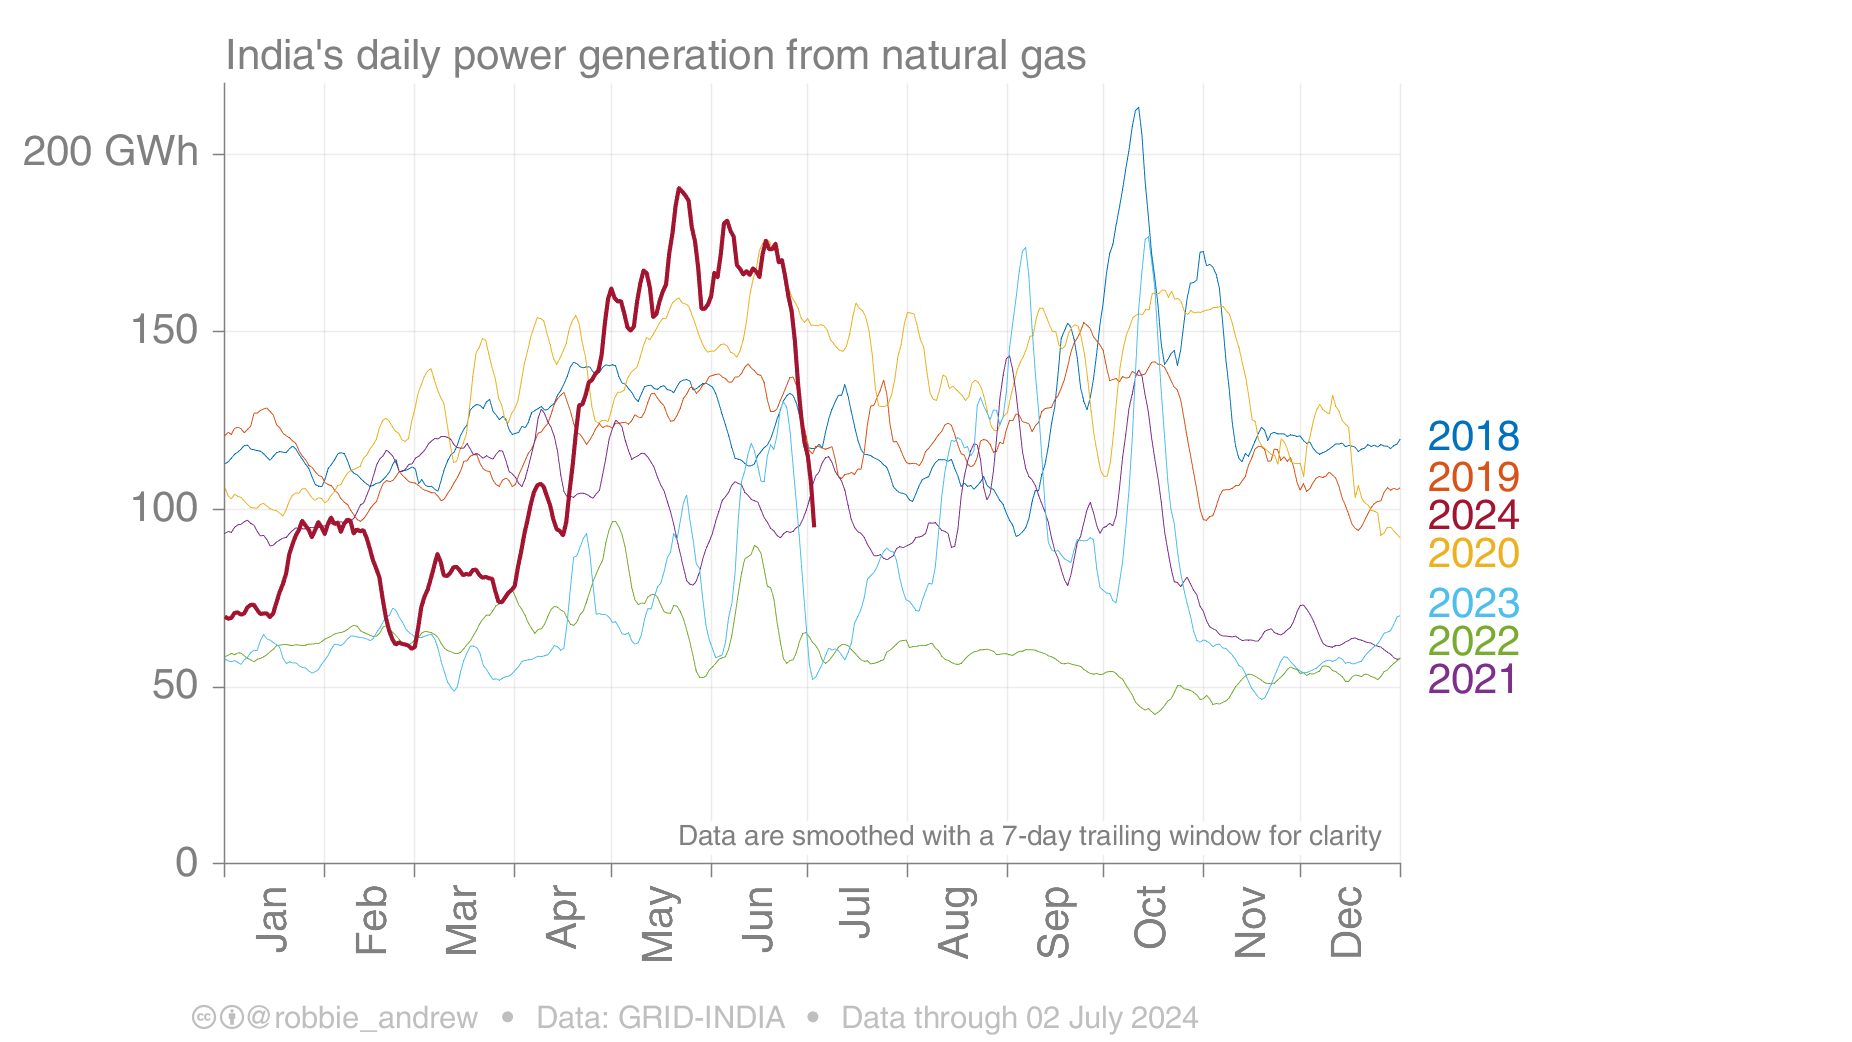 India's daily power generation from natural gas
200 GWh
150
100
50
0
2018
2019
2024
2020
2023
2022
2021
Data are smoothed with a 7-day trailing window for clarity
Jan
Feb
Mar
Apr
May
Jun
Jul
Aug
Sep
Oct
Nov
Dec
cc @robbie_andrew • Data: GRID-INDIA • Data through 02 July 2024